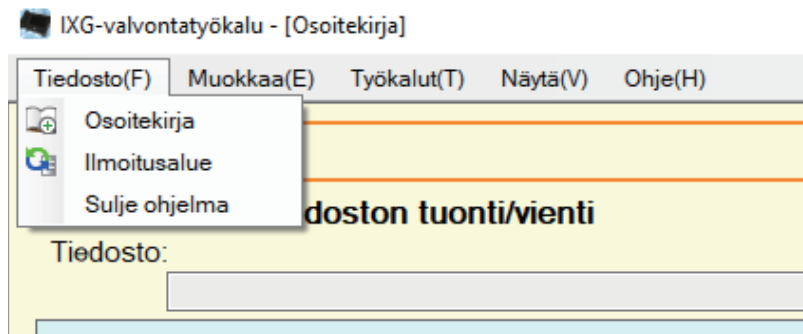 IXG-valvontatyökalu - [Osoitekirja]
Tiedosto(F) Muokkaa(E) Työkalut(T) Näytä(V) Ohje(H)
Osoitekirja
Ilmoitusalue
Sulje ohjelma
doston tuonti/vienti
Tiedosto: